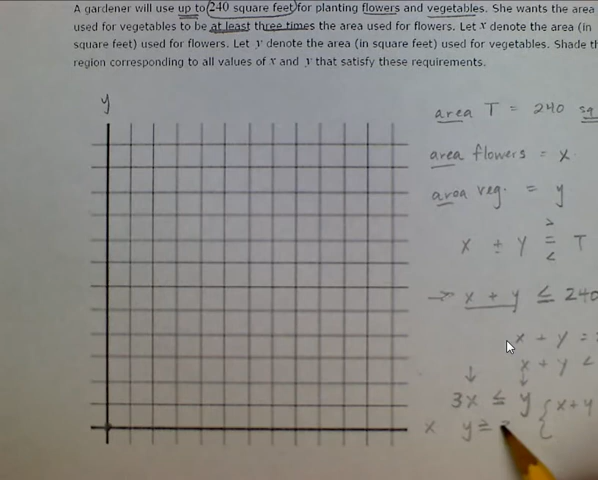 A gardener will use up to 240 square feet for planting flowers and vegetables. She wants the area
used for vegetables to be at least three times the area used for flowers. Let x denote the area (in
square feet) used for flowers. Let y denote the area (in square feet) used for vegetables. Shade th
region corresponding to all values of x and y that satisfy these requirements.
y
area T = 240 sq
area flowers = x
area veg. = y
x ± y > = < T
→ x + y ≤ 240
x + y =
x + y <
↓ ↓
3x ≤ y { x + y
x y ≥